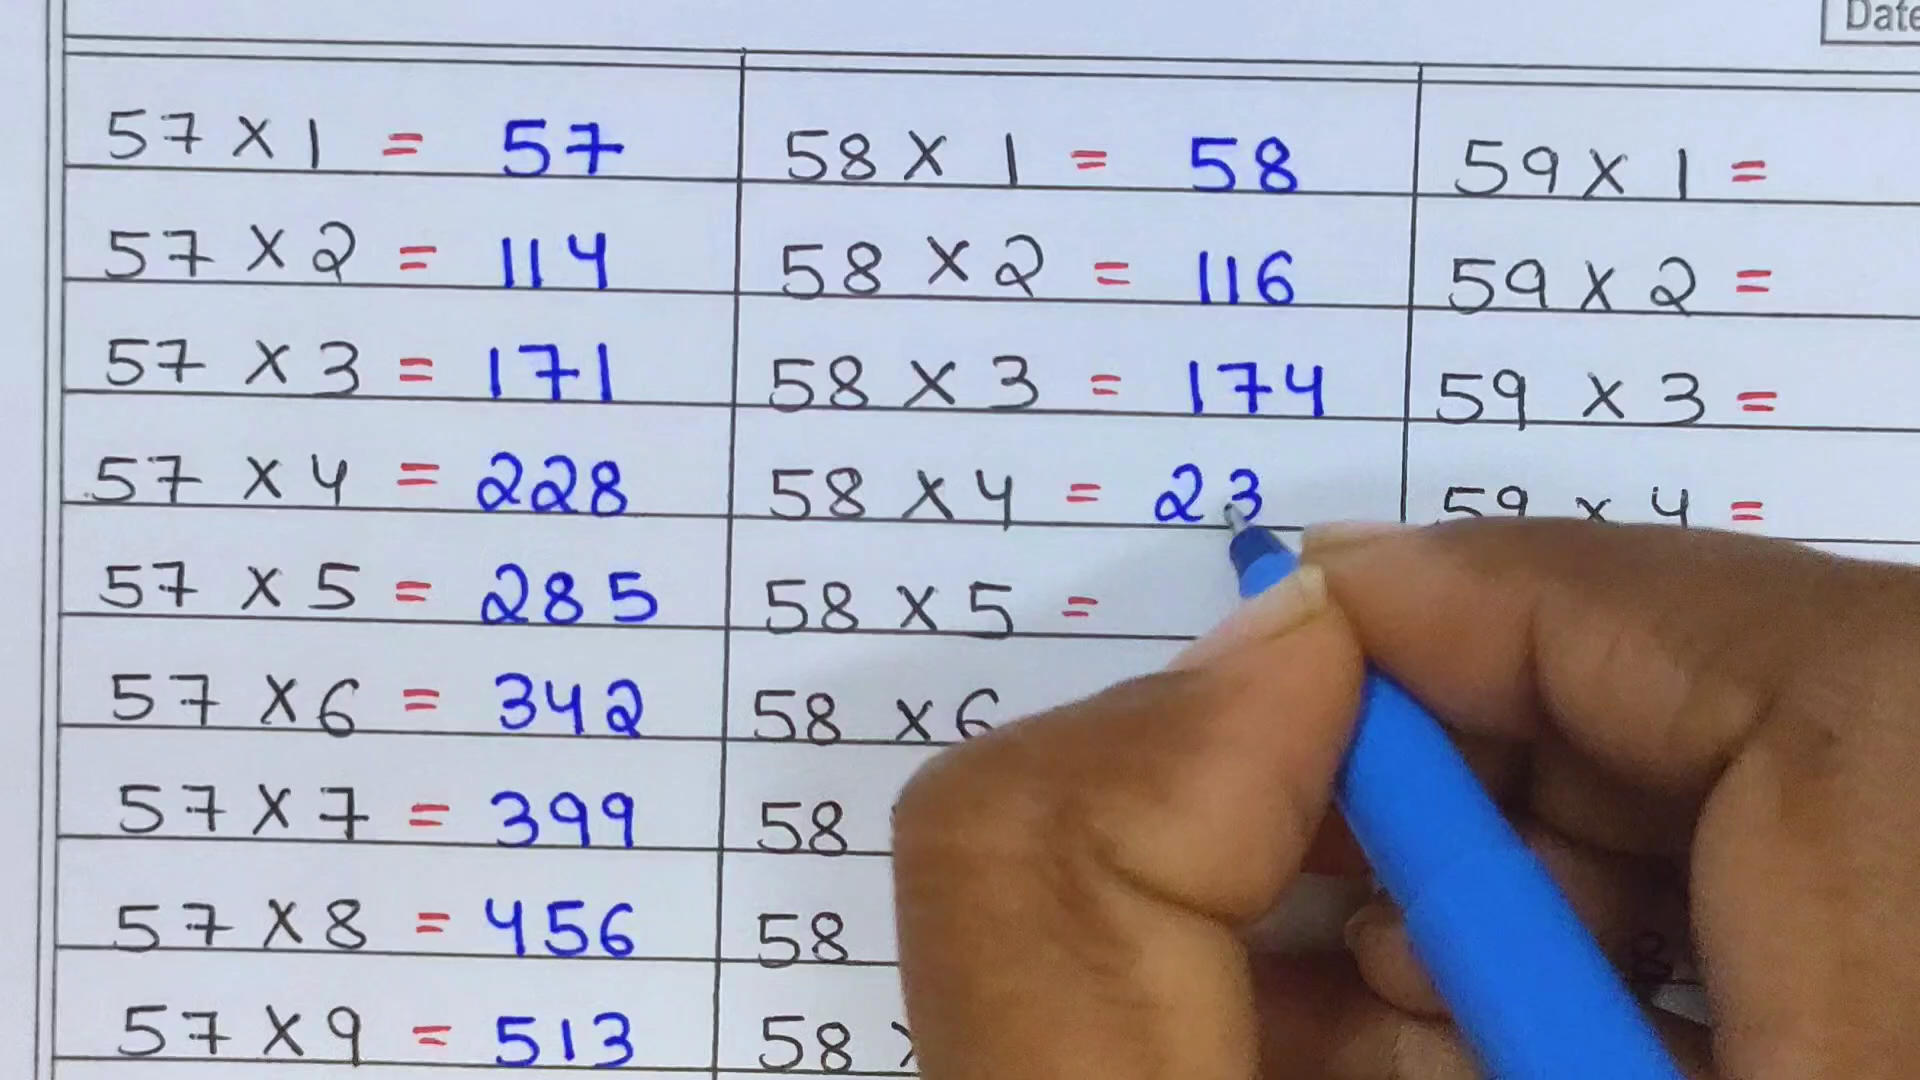 Date
57 x 1 = 57
57 x 2 = 114
57 x 3 = 171
57 x 4 = 228
57 x 5 = 285
57 x 6 = 342
57 x 7 = 399
57 x 8 = 456
57 x 9 = 513
58 x 1 = 58
58 x 2 = 116
58 x 3 = 174
58 x 4 = 23
58 x 5 =
58 x 6
58
58
58 x
59 x 1 =
59 x 2 =
59 x 3 =
59 x 4 =
8